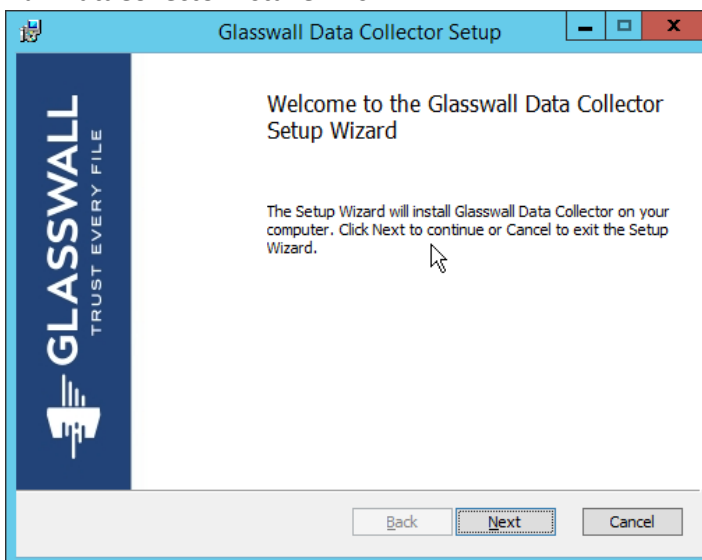 Glasswall Data Collector Setup
GLASSWALL
TRUST EVERY FILE
Welcome to the Glasswall Data Collector
Setup Wizard
The Setup Wizard will install Glasswall Data Collector on your
computer. Click Next to continue or Cancel to exit the Setup
Wizard.
Back Next Cancel